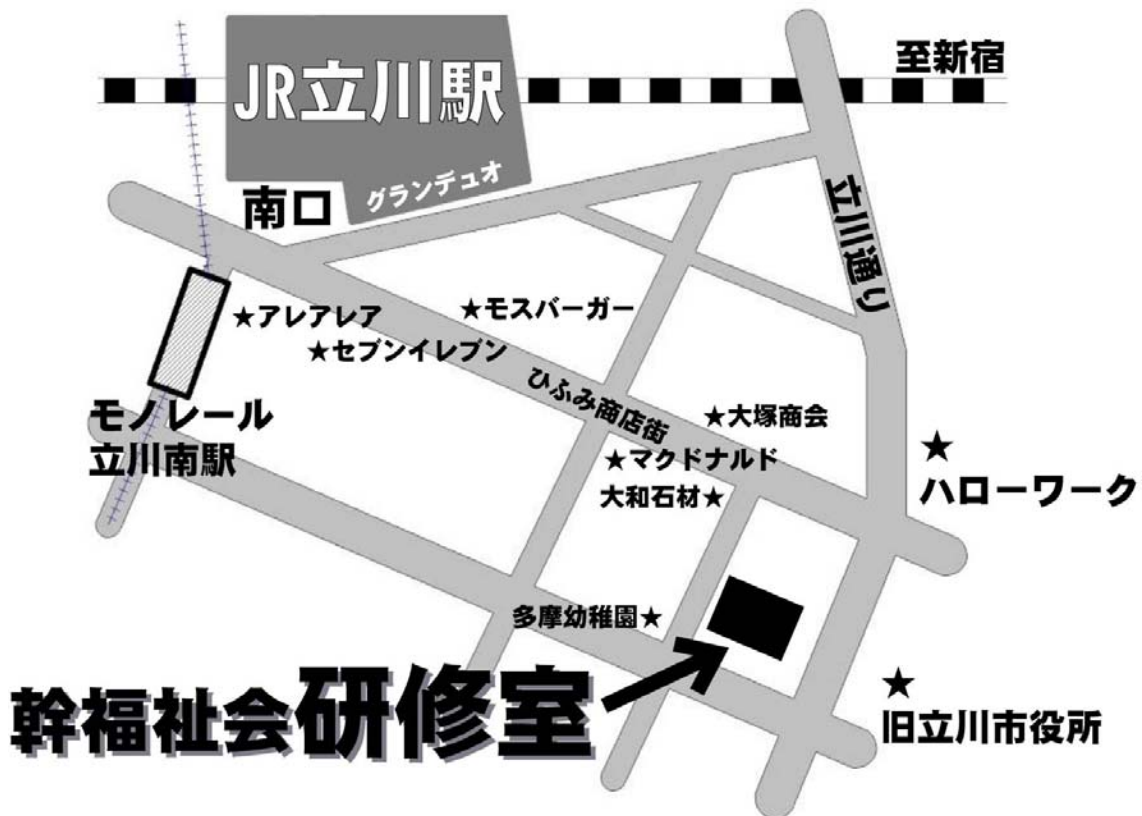 至新宿
JR立川駅
グランデュオ
南口
立川通り
★アレアレア
★モスバーガー
★セブンイレブン
ひふみ商店街
モノレール
立川南駅
★大塚商会
★マクドナルド
大和石材★
★
ハローワーク
多摩幼稚園★
幹福祉会研修室
★
旧立川市役所